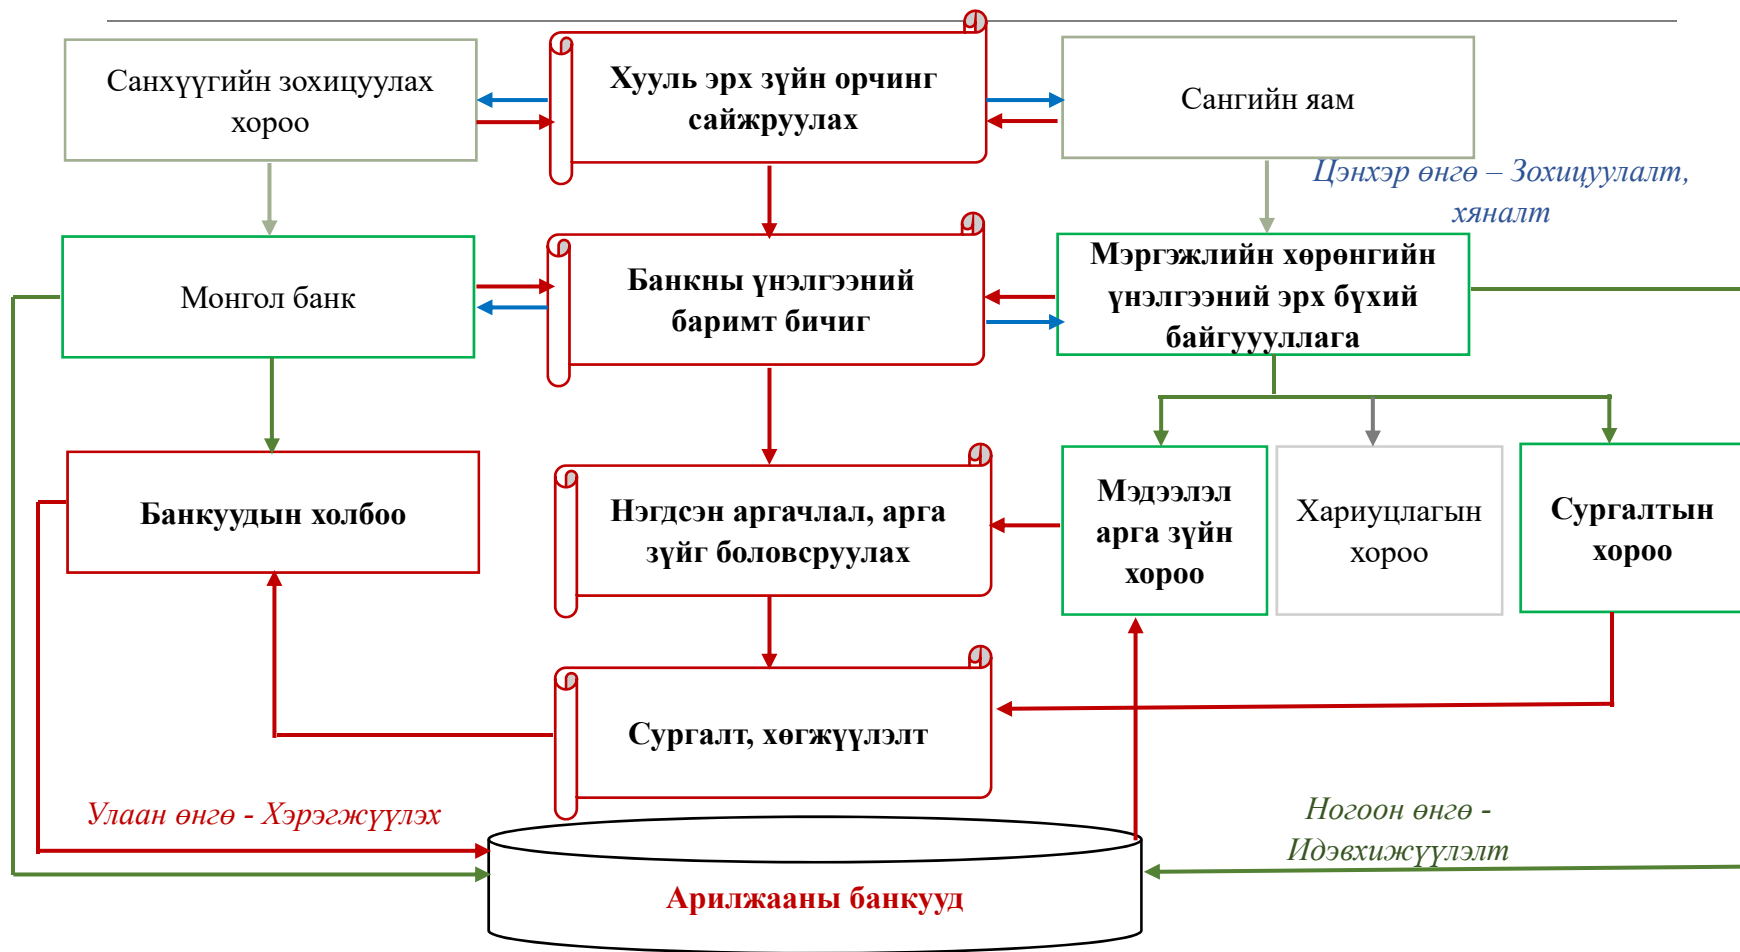 Санхүүгийн зохицуулах
хороо
Хууль эрх зүйн орчинг
сайжруулах
Сангийн яам
Цэнхэр өнгө – Зохицуулалт,
хяналт
Монгол банк
Банкны үнэлгээний
баримт бичиг
Мэргэжлийн хөрөнгийн
үнэлгээний эрх бүхий
байгуууллага
Банкуудын холбоо
Нэгдсэн аргачлал, арга
зүйг боловсруулах
Мэдээлэл
арга зүйн
хороо
Хариуцлагын
хороо
Сургалтын
хороо
Сургалт, хөгжүүлэлт
Улаан өнгө - Хэрэгжүүлэх
Ногоон өнгө -
Идэвхижүүлэлт
Арилжааны банкууд